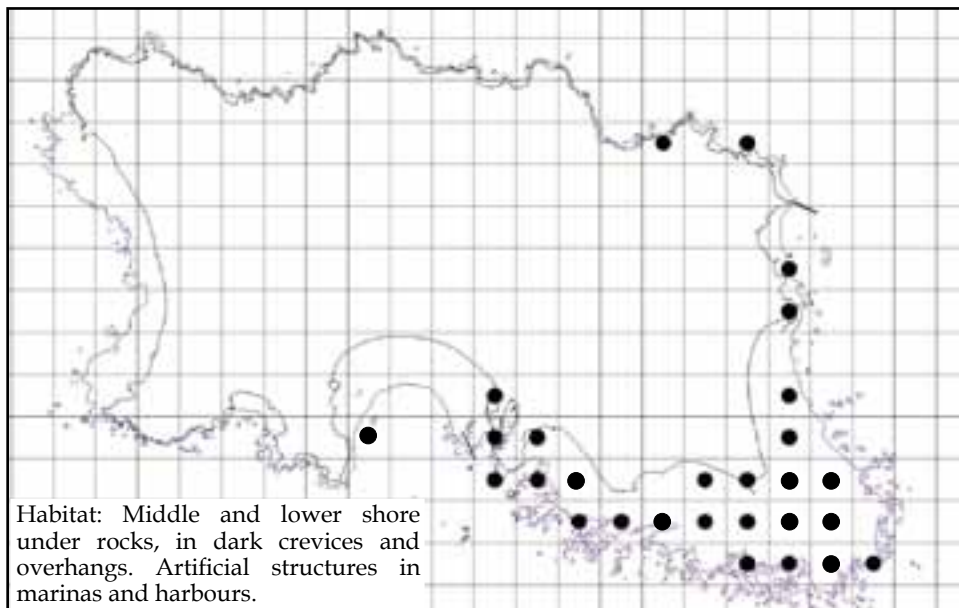 Habitat: Middle and lower shore
under rocks, in dark crevices and
overhangs. Artificial structures in
marinas and harbours.